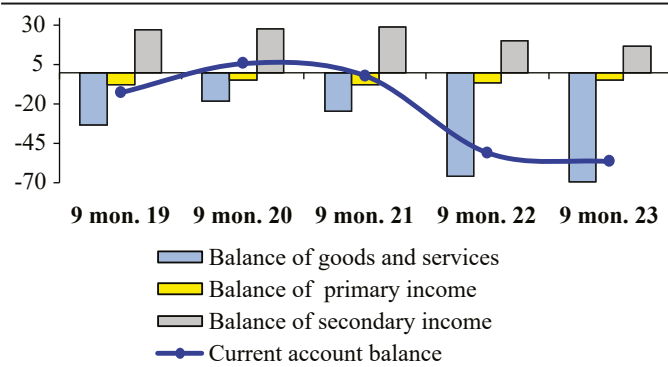 30
5
-20
-45
-70
9 mon. 19 9 mon. 20 9 mon. 21 9 mon. 22 9 mon. 23
Balance of goods and services
Balance of primary income
Balance of secondary income
Current account balance